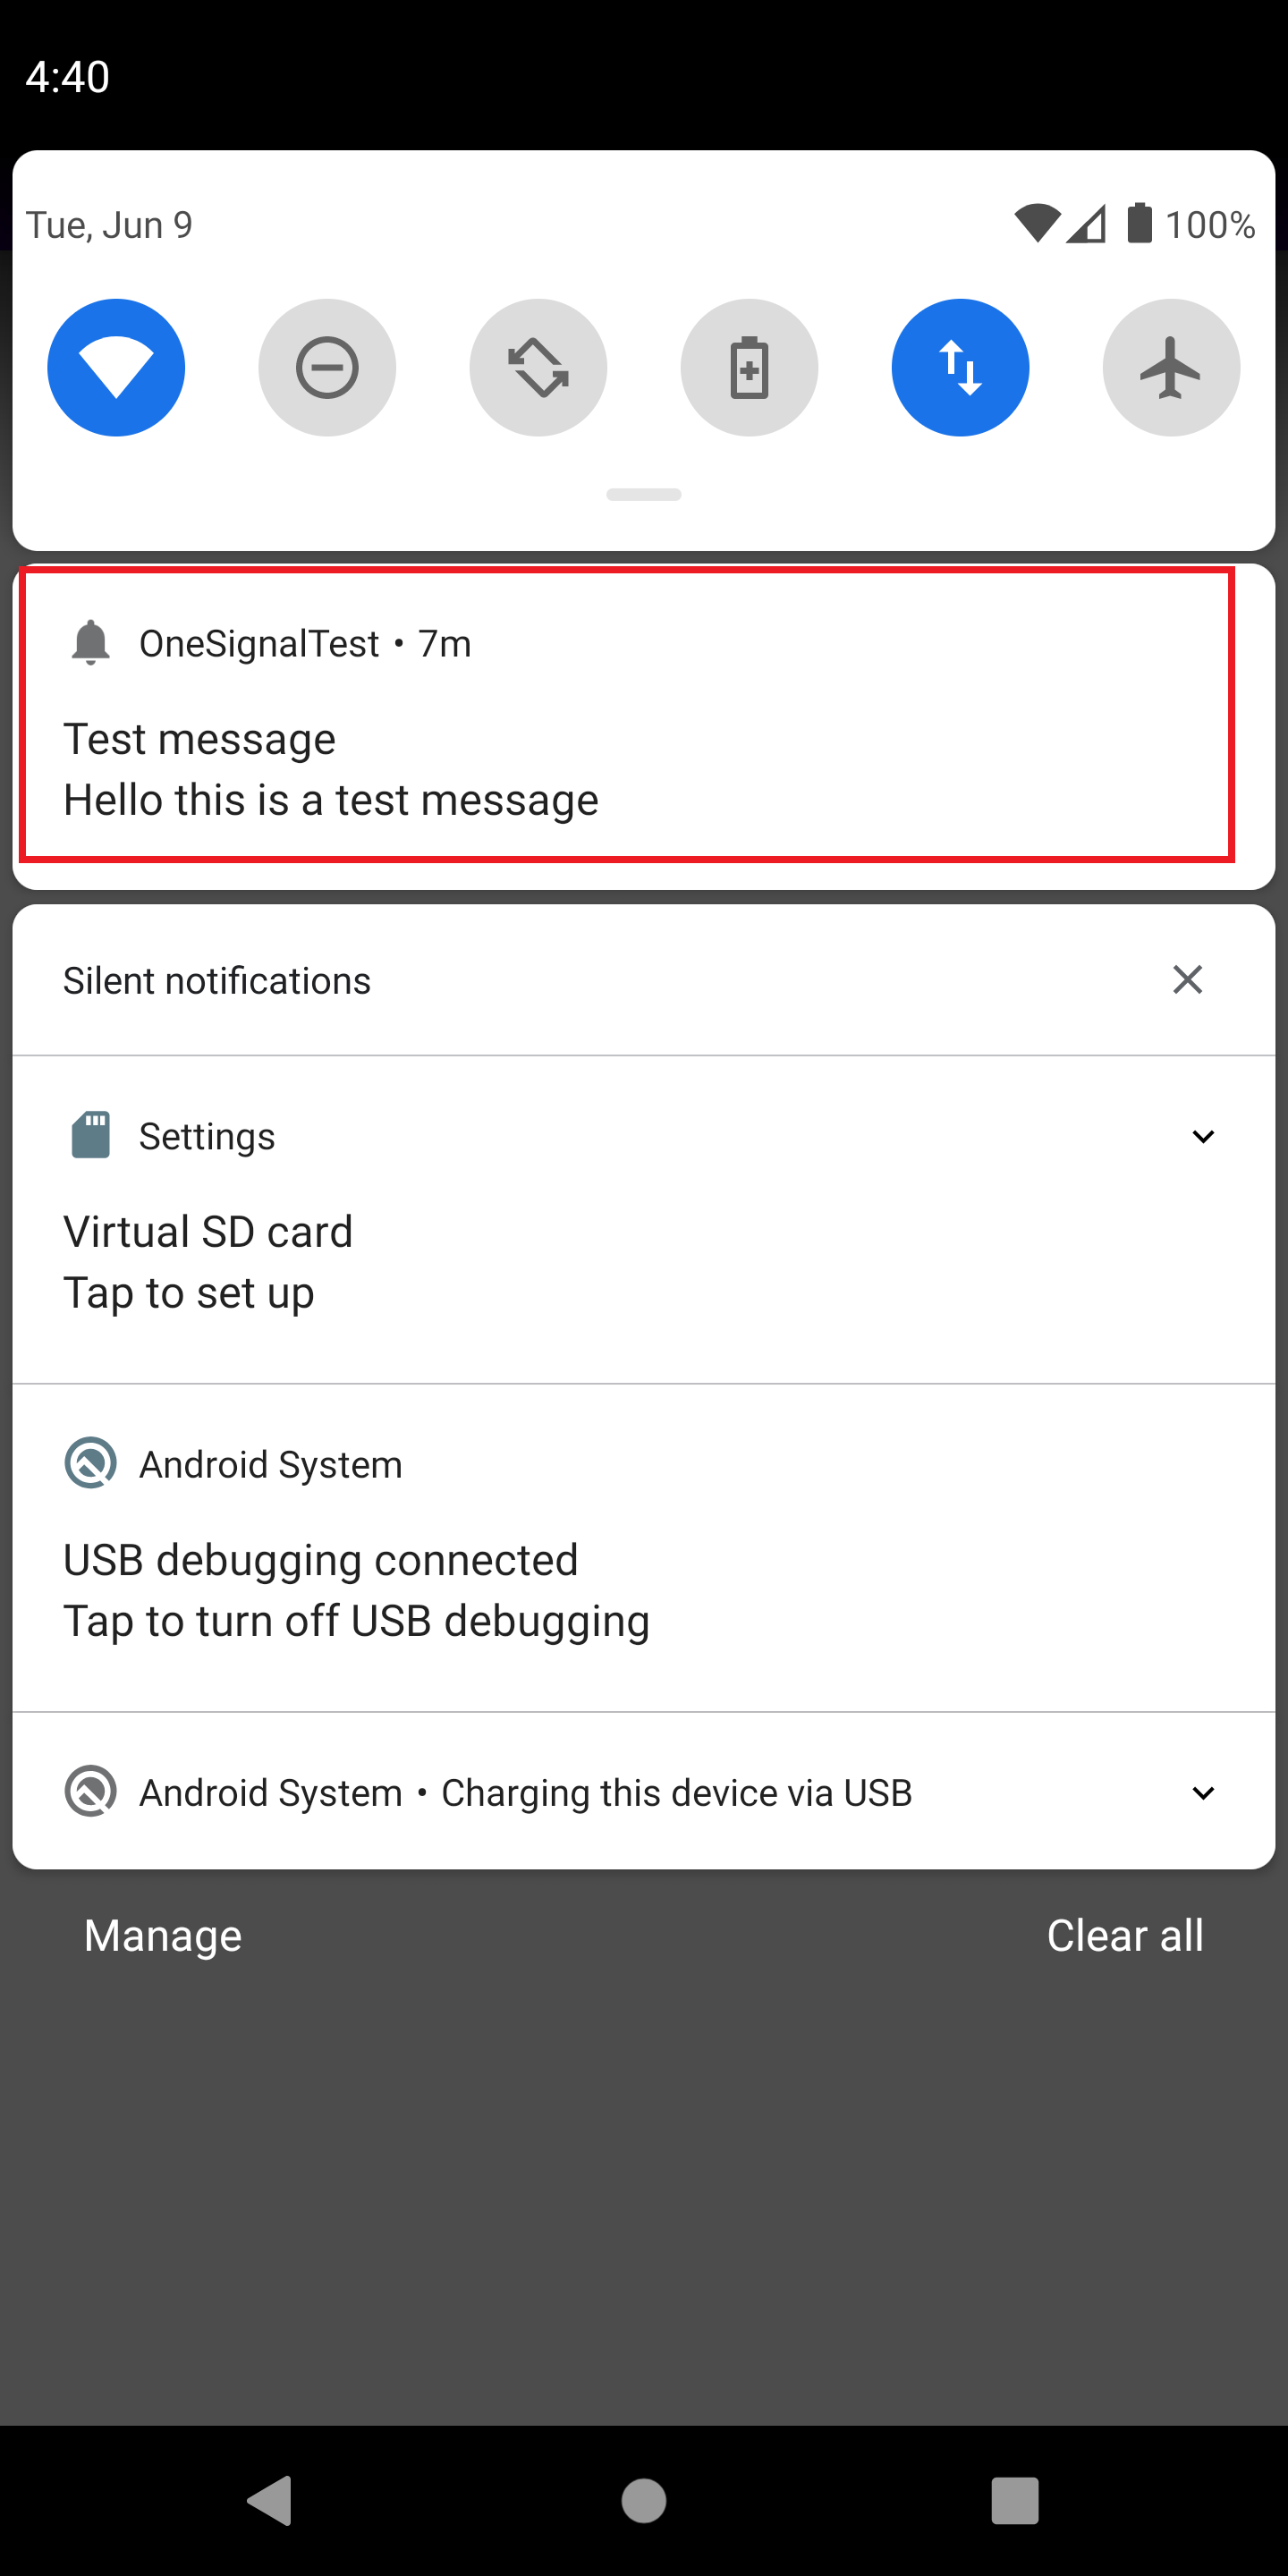 4:40
Tue, Jun 9
100%
OneSignalTest • 7m
Test message
Hello this is a test message
Silent notifications
Settings
Virtual SD card
Tap to set up
Android System
USB debugging connected
Tap to turn off USB debugging
Android System • Charging this device via USB
Manage
Clear all